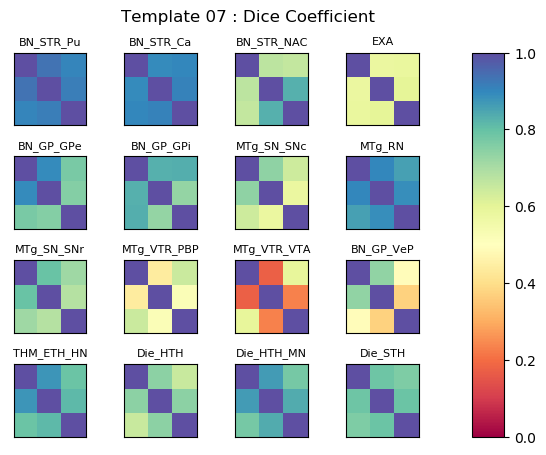 Template 07 : Dice Coefficient
BN_STR_Pu
BN_STR_Ca
BN_STR_NAC
EXA
BN_GP_GPe
BN_GP_GPi
MTg_SN_SNc
MTg_RN
MTg_SN_SNr
MTg_VTR_PBP
MTg_VTR_VTA
BN_GP_VeP
THM_ETH_HN
Die_HTH
Die_HTH_MN
Die_STH
1.0
0.8
0.6
0.4
0.2
0.0